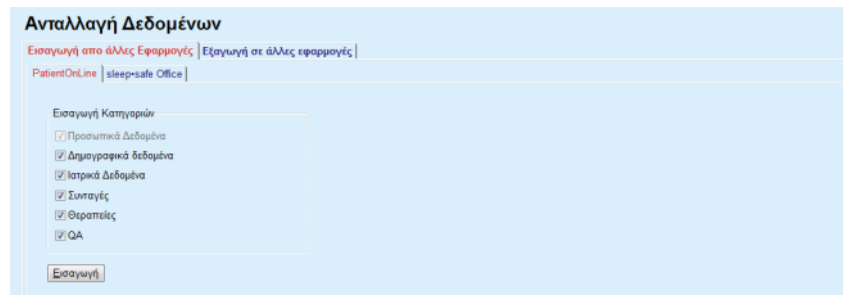 Ανταλλαγή Δεδομένων
Εισαγωγή απο άλλες Εφαρμογές Εξαγωγή σε άλλες εφαρμογές
PatientOnLine sleep•safe Office
Εισαγωγή Κατηγοριών
Προσωπικά Δεδομένα
Δημογραφικά δεδομένα
Ιατρικά Δεδομένα
Συνταγές
Θεραπείες
QA
Εισαγωγή